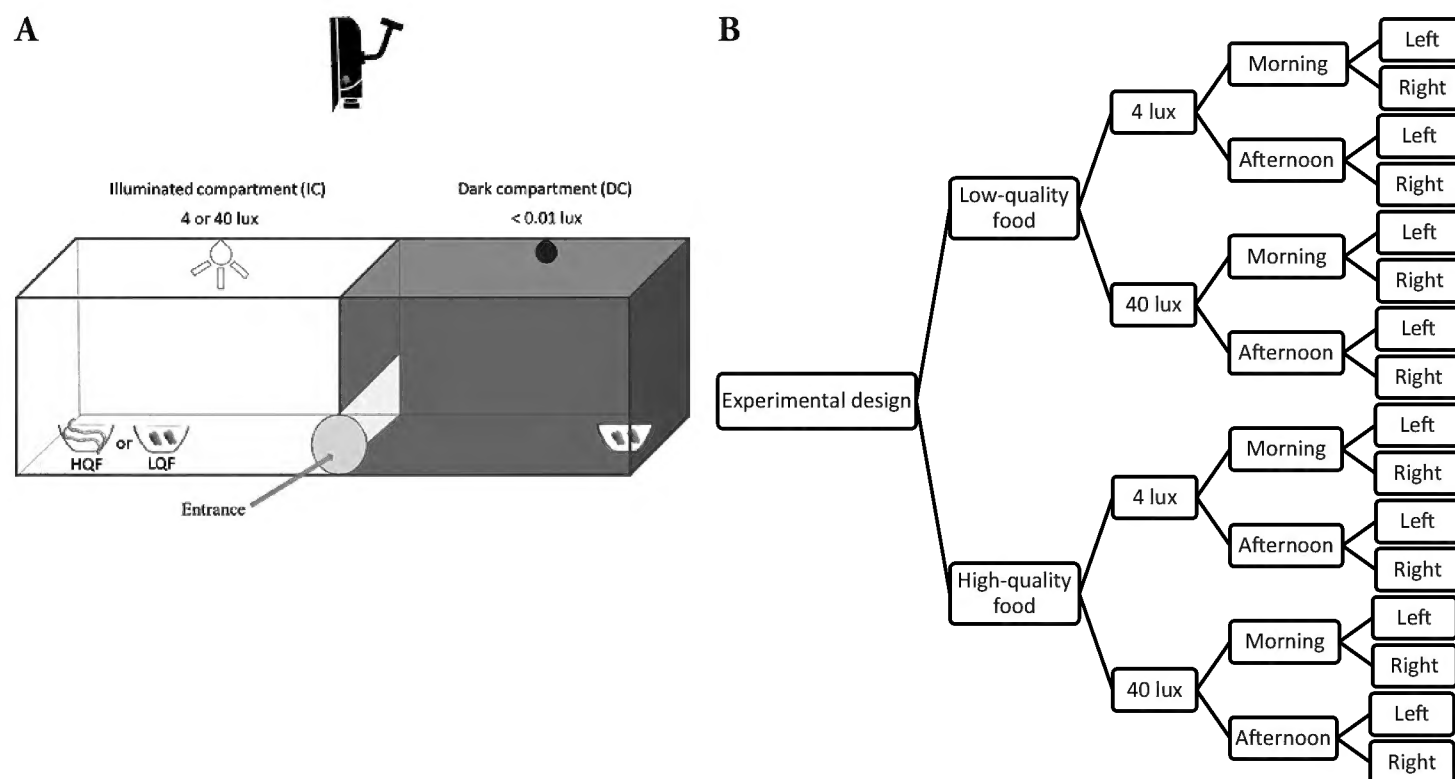 A
Illuminated compartment (IC)
4 or 40 lux
Dark compartment (DC)
< 0.01 lux
HQF
or
LQF
Entrance
B
Experimental design
Low-quality
food
4 lux
Morning
Left
Right
Afternoon
Left
Right
40 lux
Morning
Left
Right
Afternoon
Left
Right
High-quality
food
4 lux
Morning
Left
Right
Afternoon
Left
Right
40 lux
Morning
Left
Right
Afternoon
Left
Right